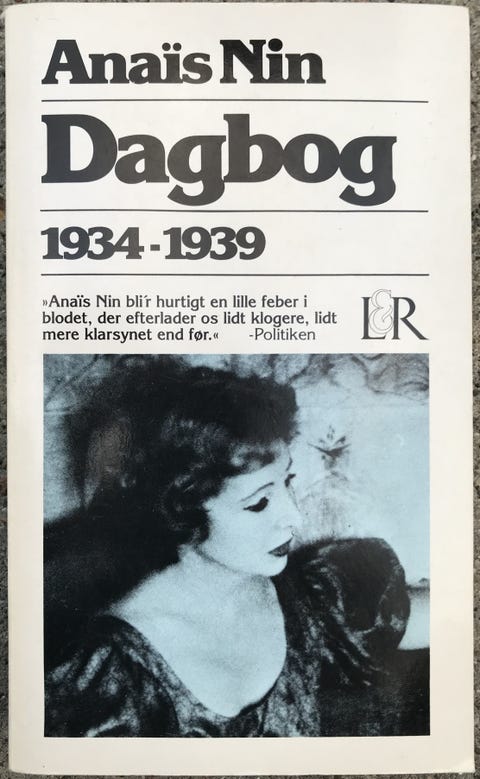 Anaïs Nin
Dagbog
1934-1939
»Anaïs Nin bli'r hurtigt en lille feber i
blodet, der efterlader os lidt klogere, lidt
mere klarsynet end før.« -Politiken
L&R